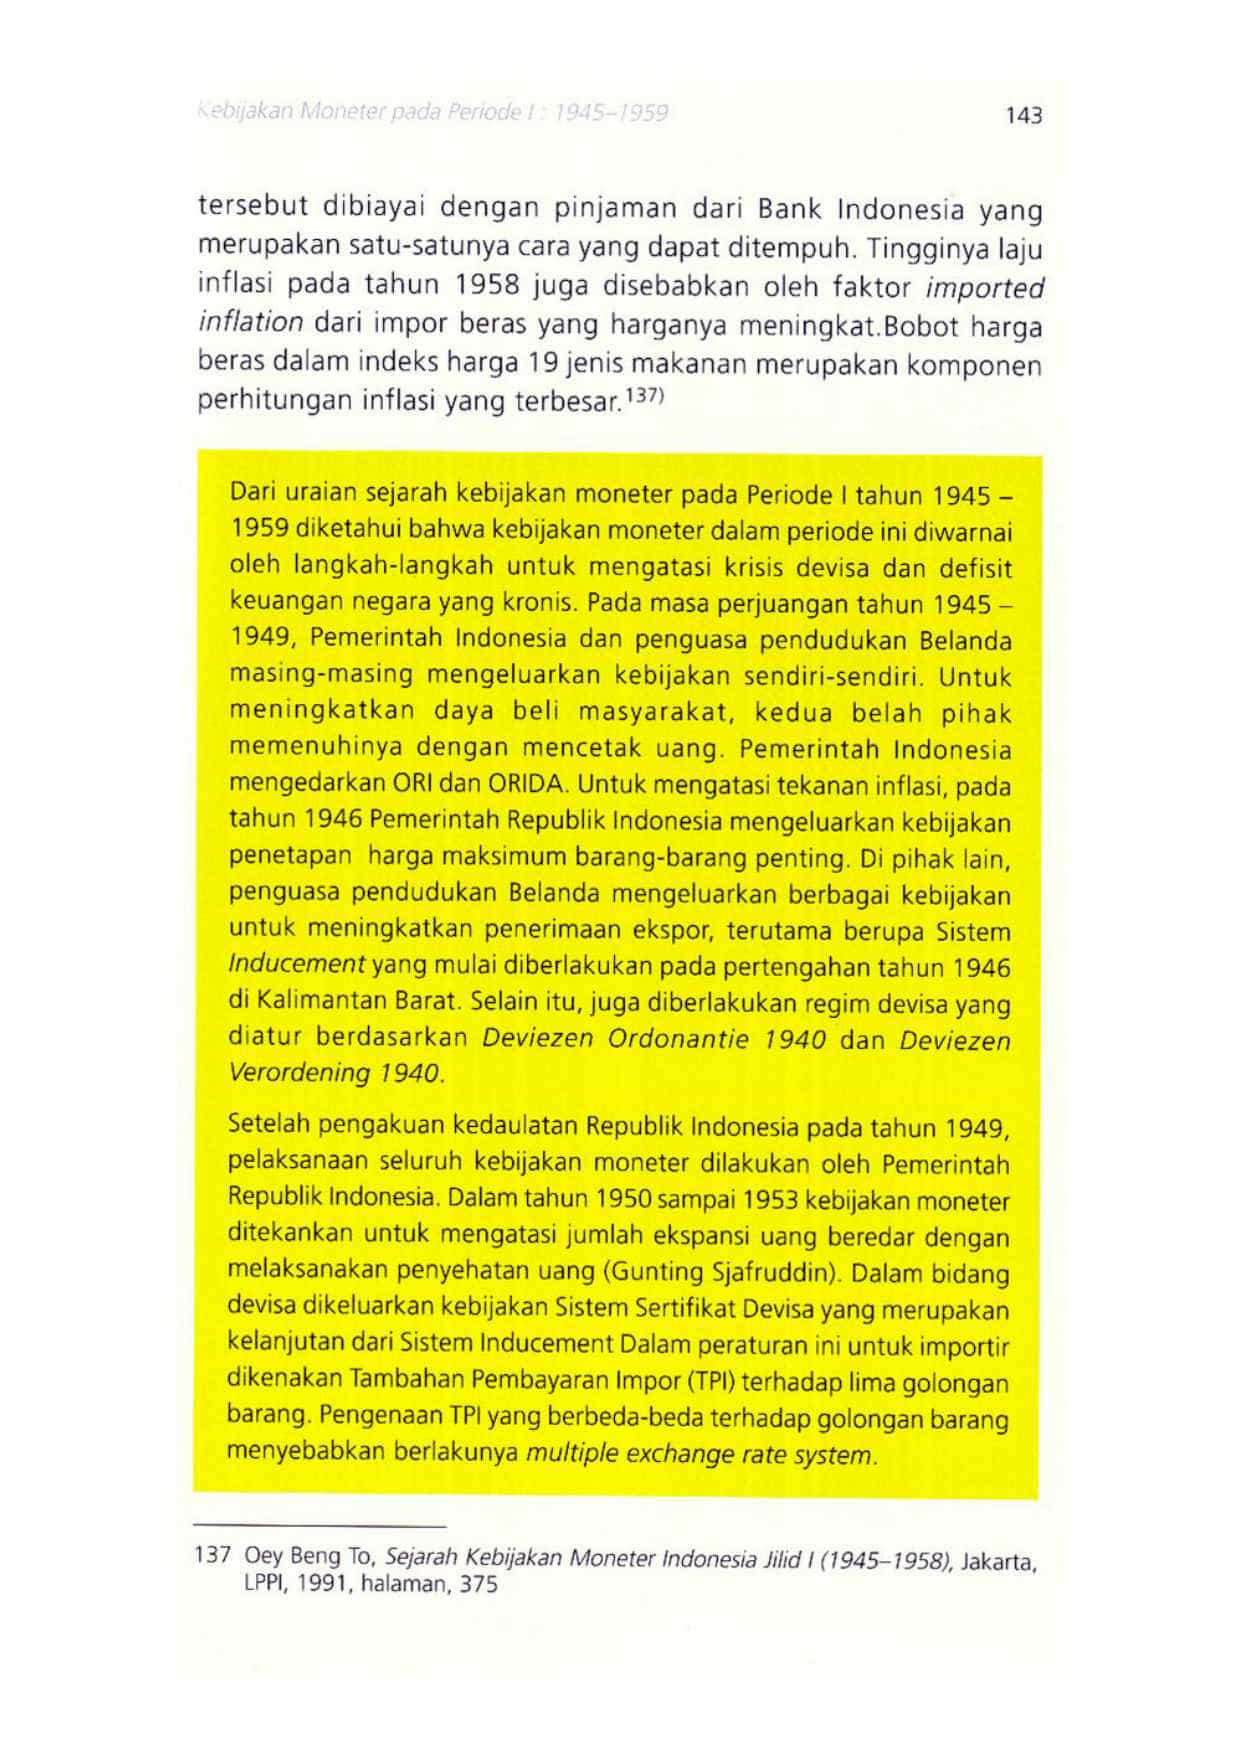 Kebijakan Moneter pada Periode I : 1945–1959
143
tersebut dibiayai dengan pinjaman dari Bank Indonesia yang
merupakan satu-satunya cara yang dapat ditempuh. Tingginya laju
inflasi pada tahun 1958 juga disebabkan oleh faktor imported
inflation dari impor beras yang harganya meningkat.Bobot harga
beras dalam indeks harga 19 jenis makanan merupakan komponen
perhitungan inflasi yang terbesar.137)
Dari uraian sejarah kebijakan moneter pada Periode I tahun 1945 –
1959 diketahui bahwa kebijakan moneter dalam periode ini diwarnai
oleh langkah-langkah untuk mengatasi krisis devisa dan defisit
keuangan negara yang kronis. Pada masa perjuangan tahun 1945 –
1949, Pemerintah Indonesia dan penguasa pendudukan Belanda
masing-masing mengeluarkan kebijakan sendiri-sendiri. Untuk
meningkatkan daya beli masyarakat, kedua belah pihak
memenuhinya dengan mencetak uang. Pemerintah Indonesia
mengedarkan ORI dan ORIDA. Untuk mengatasi tekanan inflasi, pada
tahun 1946 Pemerintah Republik Indonesia mengeluarkan kebijakan
penetapan harga maksimum barang-barang penting. Di pihak lain,
penguasa pendudukan Belanda mengeluarkan berbagai kebijakan
untuk meningkatkan penerimaan ekspor, terutama berupa Sistem
Inducement yang mulai diberlakukan pada pertengahan tahun 1946
di Kalimantan Barat. Selain itu, juga diberlakukan regim devisa yang
diatur berdasarkan Deviezen Ordonantie 1940 dan Deviezen
Verordening 1940.
Setelah pengakuan kedaulatan Republik Indonesia pada tahun 1949,
pelaksanaan seluruh kebijakan moneter dilakukan oleh Pemerintah
Republik Indonesia. Dalam tahun 1950 sampai 1953 kebijakan moneter
ditekankan untuk mengatasi jumlah ekspansi uang beredar dengan
melaksanakan penyehatan uang (Gunting Sjafruddin). Dalam bidang
devisa dikeluarkan kebijakan Sistem Sertifikat Devisa yang merupakan
kelanjutan dari Sistem Inducement Dalam peraturan ini untuk importir
dikenakan Tambahan Pembayaran Impor (TPI) terhadap lima golongan
barang. Pengenaan TPI yang berbeda-beda terhadap golongan barang
menyebabkan berlakunya multiple exchange rate system.
137 Oey Beng To, Sejarah Kebijakan Moneter Indonesia Jilid I (1945–1958), Jakarta,
LPPI, 1991, halaman, 375